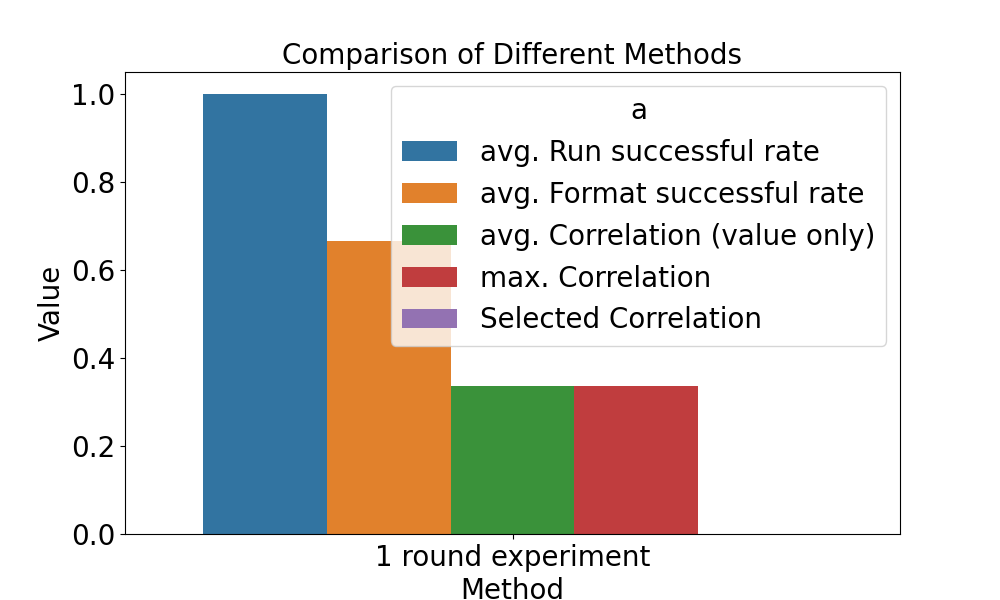 Comparison of Different Methods
a
avg. Run successful rate
avg. Format successful rate
avg. Correlation (value only)
max. Correlation
Selected Correlation
Value
1.0
0.8
0.6
0.4
0.2
0.0
1 round experiment
Method